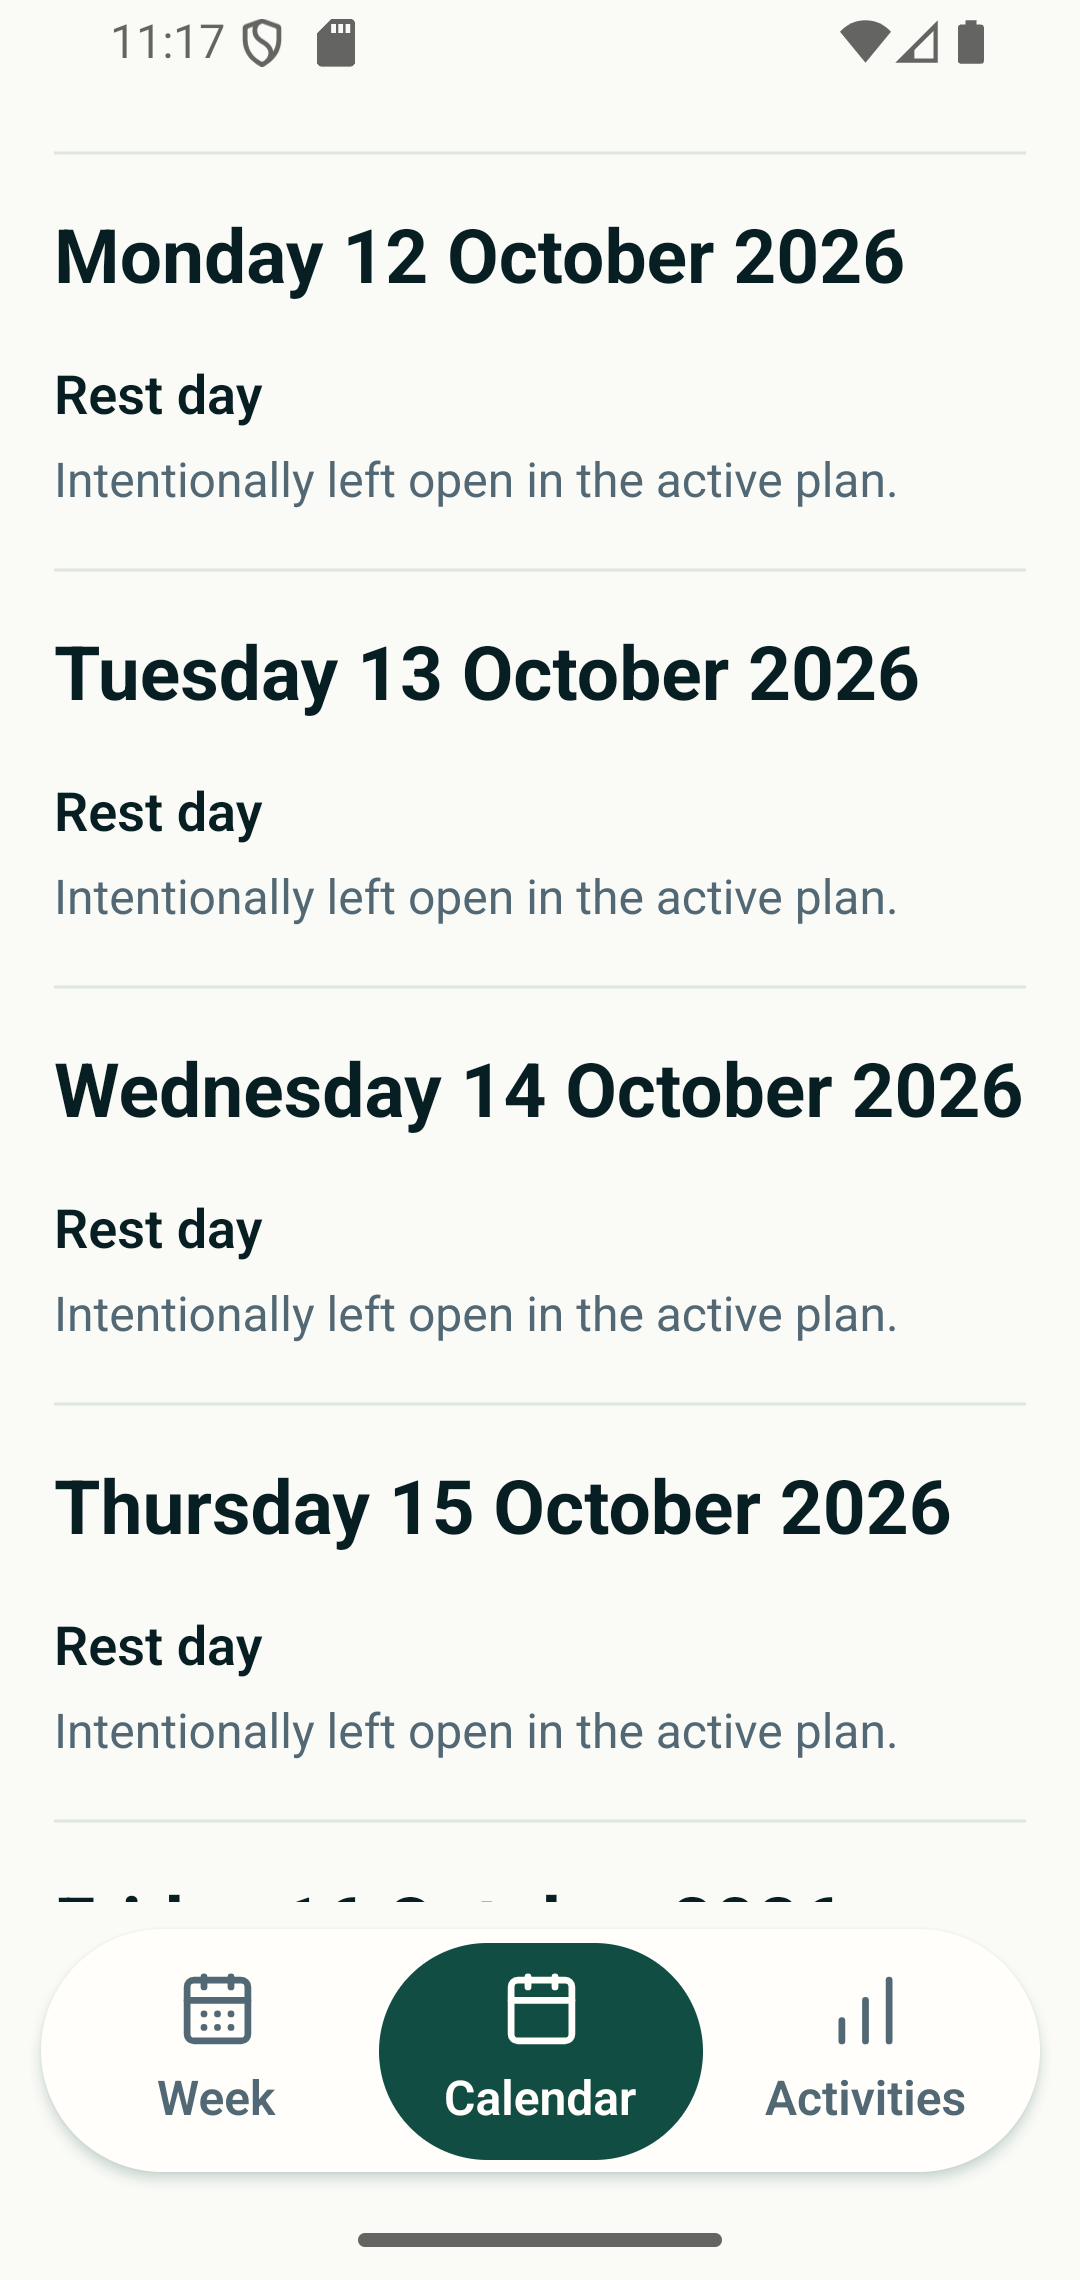 11:17
Monday 12 October 2026
Rest day
Intentionally left open in the active plan.
Tuesday 13 October 2026
Rest day
Intentionally left open in the active plan.
Wednesday 14 October 2026
Rest day
Intentionally left open in the active plan.
Thursday 15 October 2026
Rest day
Intentionally left open in the active plan.
Week
Calendar
Activities